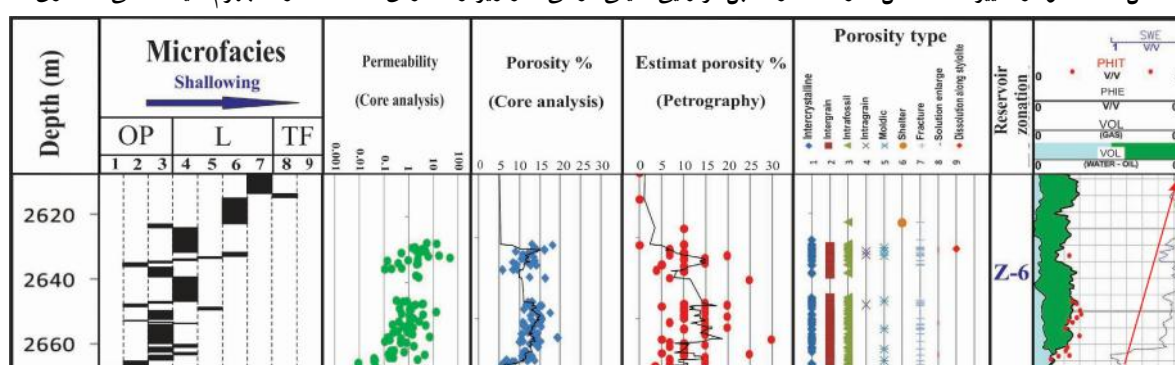 Depth (m)
Microfacies
Shallowing
OP L TF
1 2 3 4 5 6 7 8 9
Permeability
(Core analysis)
0.001
0.1
1
10
100
Porosity %
(Core analysis)
0 5 10 15 20 25 30
Estimat porosity %
(Petrography)
0 5 10 15 20 25 30
Porosity type
Intercrystalline
Intergrain
Intrafossil
Intragrain
Moldic
Shelter
Fracture
Solution enlarge
Dissolution along stylolite
1 2 3 4 5 6 7 8 9
Reservoir
zonation
SWE
1 V/V
PHIT
0 V/V
PHIE
0 V/V
VOL
0 (GAS)
VOL
0 (WATER - OIL)
2620
2640
Z-6
2660